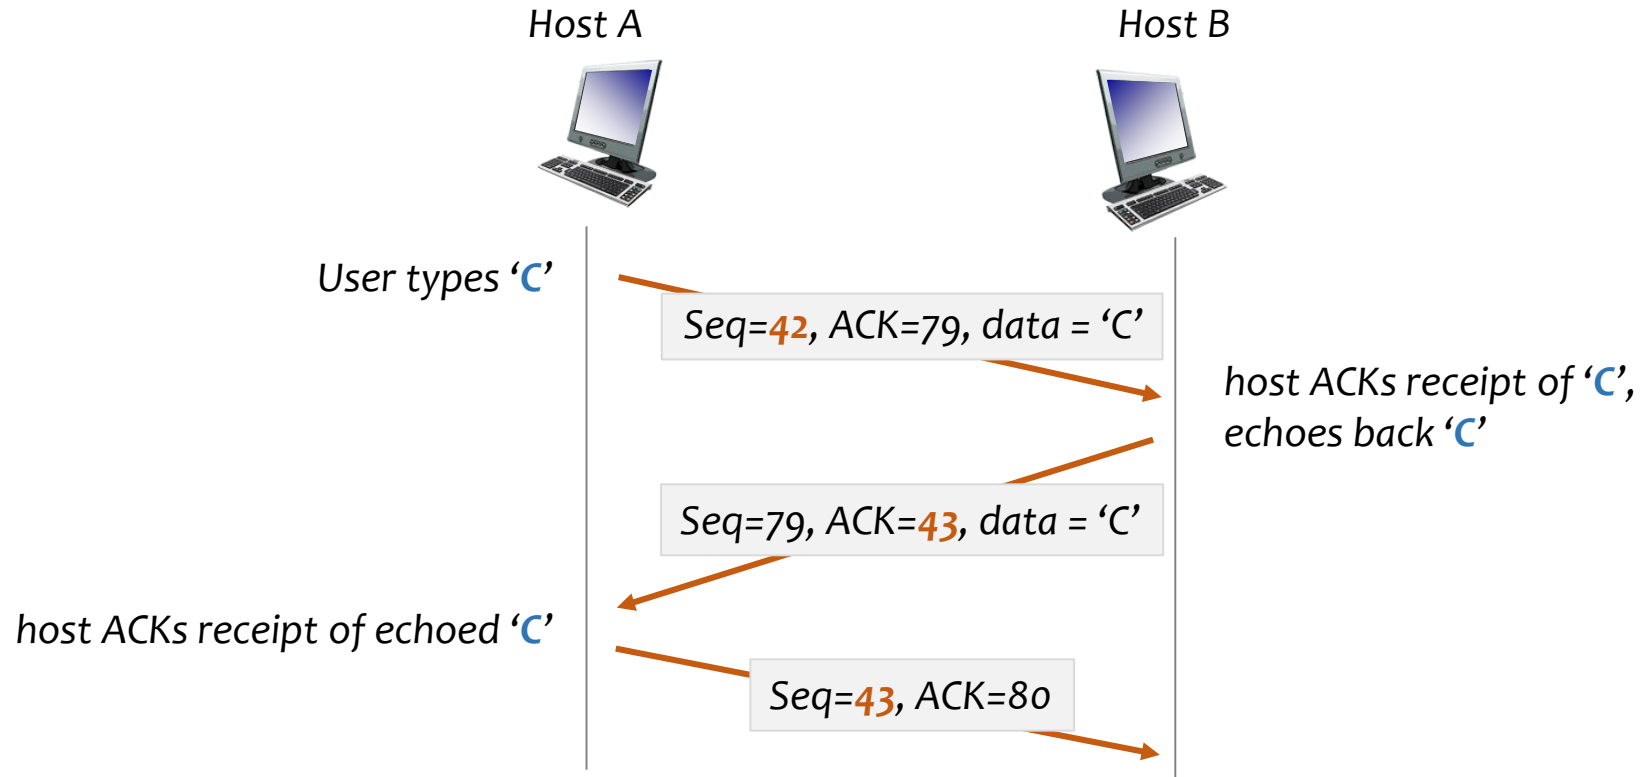 Host A
Host B
User types ‘C’
Seq=42, ACK=79, data = ‘C’
host ACKs receipt of ‘C’,
echoes back ‘C’
Seq=79, ACK=43, data = ‘C’
host ACKs receipt of echoed ‘C’
Seq=43, ACK=80